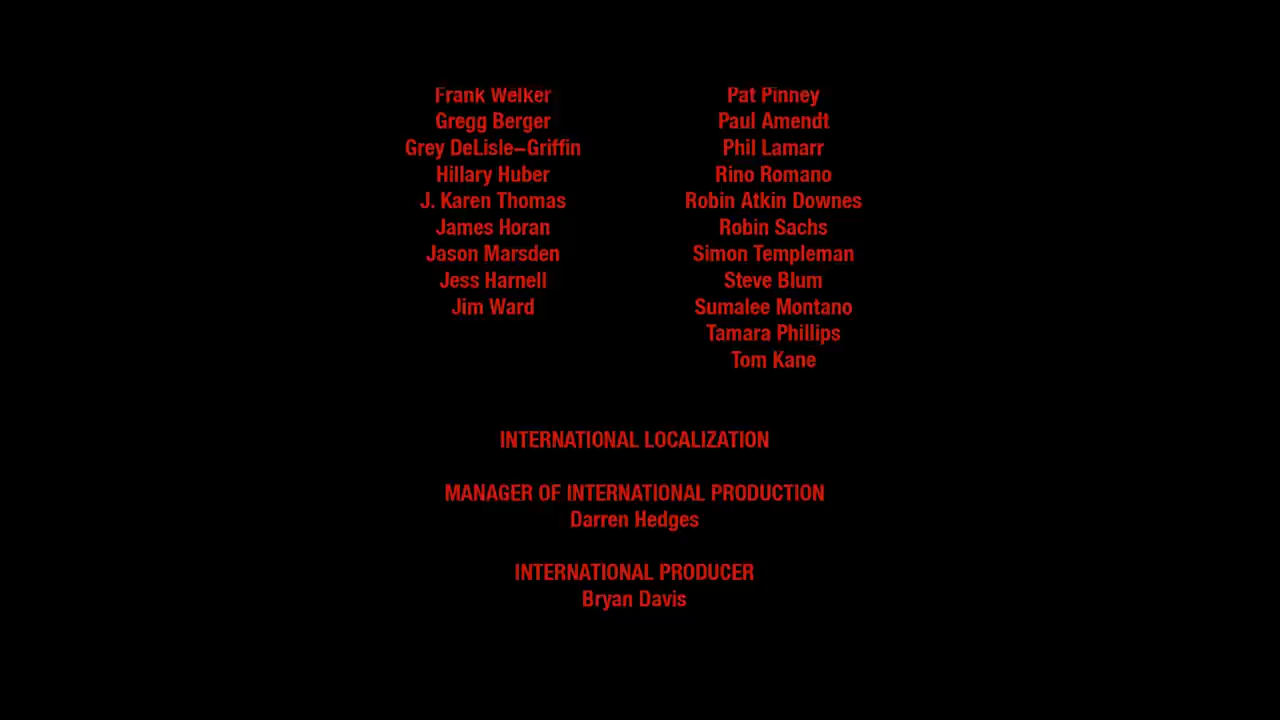 Frank Welker
Gregg Berger
Grey DeLisle–Griffin
Hillary Huber
J. Karen Thomas
James Horan
Jason Marsden
Jess Harnell
Jim Ward
Pat Pinney
Paul Amendt
Phil Lamarr
Rino Romano
Robin Atkin Downes
Robin Sachs
Simon Templeman
Steve Blum
Sumalee Montano
Tamara Phillips
Tom Kane
INTERNATIONAL LOCALIZATION
MANAGER OF INTERNATIONAL PRODUCTION
Darren Hedges
INTERNATIONAL PRODUCER
Bryan Davis